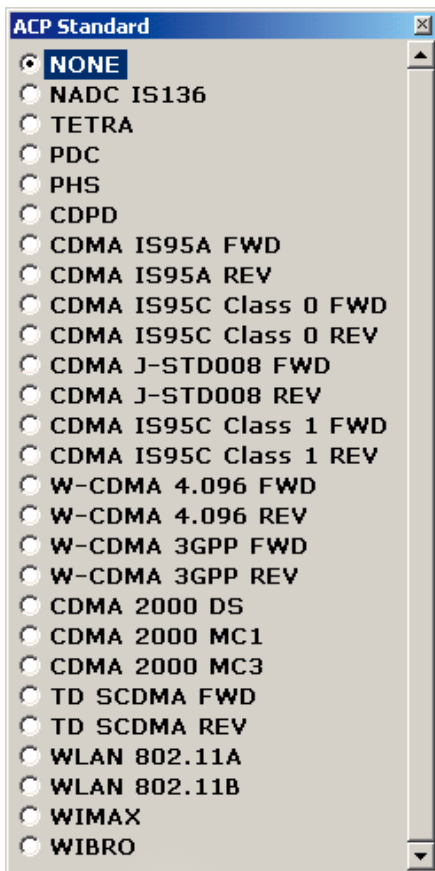 ACP Standard
NONE
NADC IS136
TETRA
PDC
PHS
CDPD
CDMA IS95A FWD
CDMA IS95A REV
CDMA IS95C Class 0 FWD
CDMA IS95C Class 0 REV
CDMA J-STD008 FWD
CDMA J-STD008 REV
CDMA IS95C Class 1 FWD
CDMA IS95C Class 1 REV
W-CDMA 4.096 FWD
W-CDMA 4.096 REV
W-CDMA 3GPP FWD
W-CDMA 3GPP REV
CDMA 2000 DS
CDMA 2000 MC1
CDMA 2000 MC3
TD SCDMA FWD
TD SCDMA REV
WLAN 802.11A
WLAN 802.11B
WIMAX
WIBRO